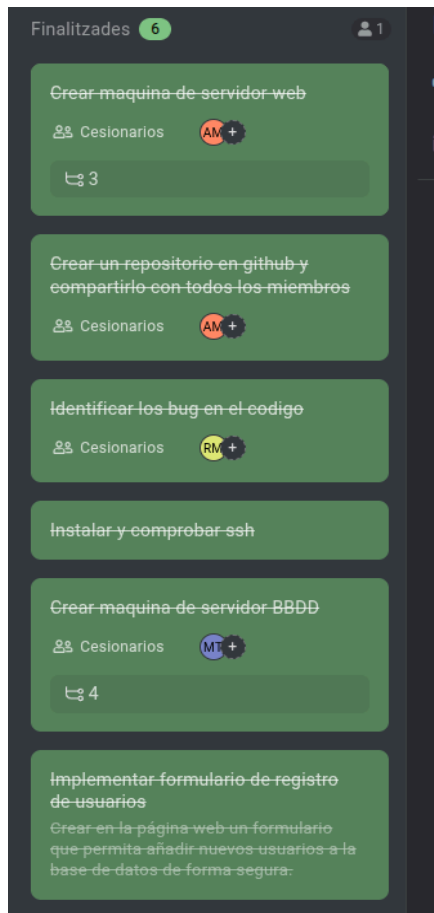 Finalitzades 6 1
Crear maquina de servidor web
Cesionarios AM +
3
Crear un repositorio en github y
compartirlo con todos los miembros
Cesionarios AM +
Identificar los bug en el codigo
Cesionarios RM +
Instalar y comprobar ssh
Crear maquina de servidor BBDD
Cesionarios MT +
4
Implementar formulario de registro
de usuarios
Crear en la página web un formulario
que permita añadir nuevos usuarios a la
base de datos de forma segura.